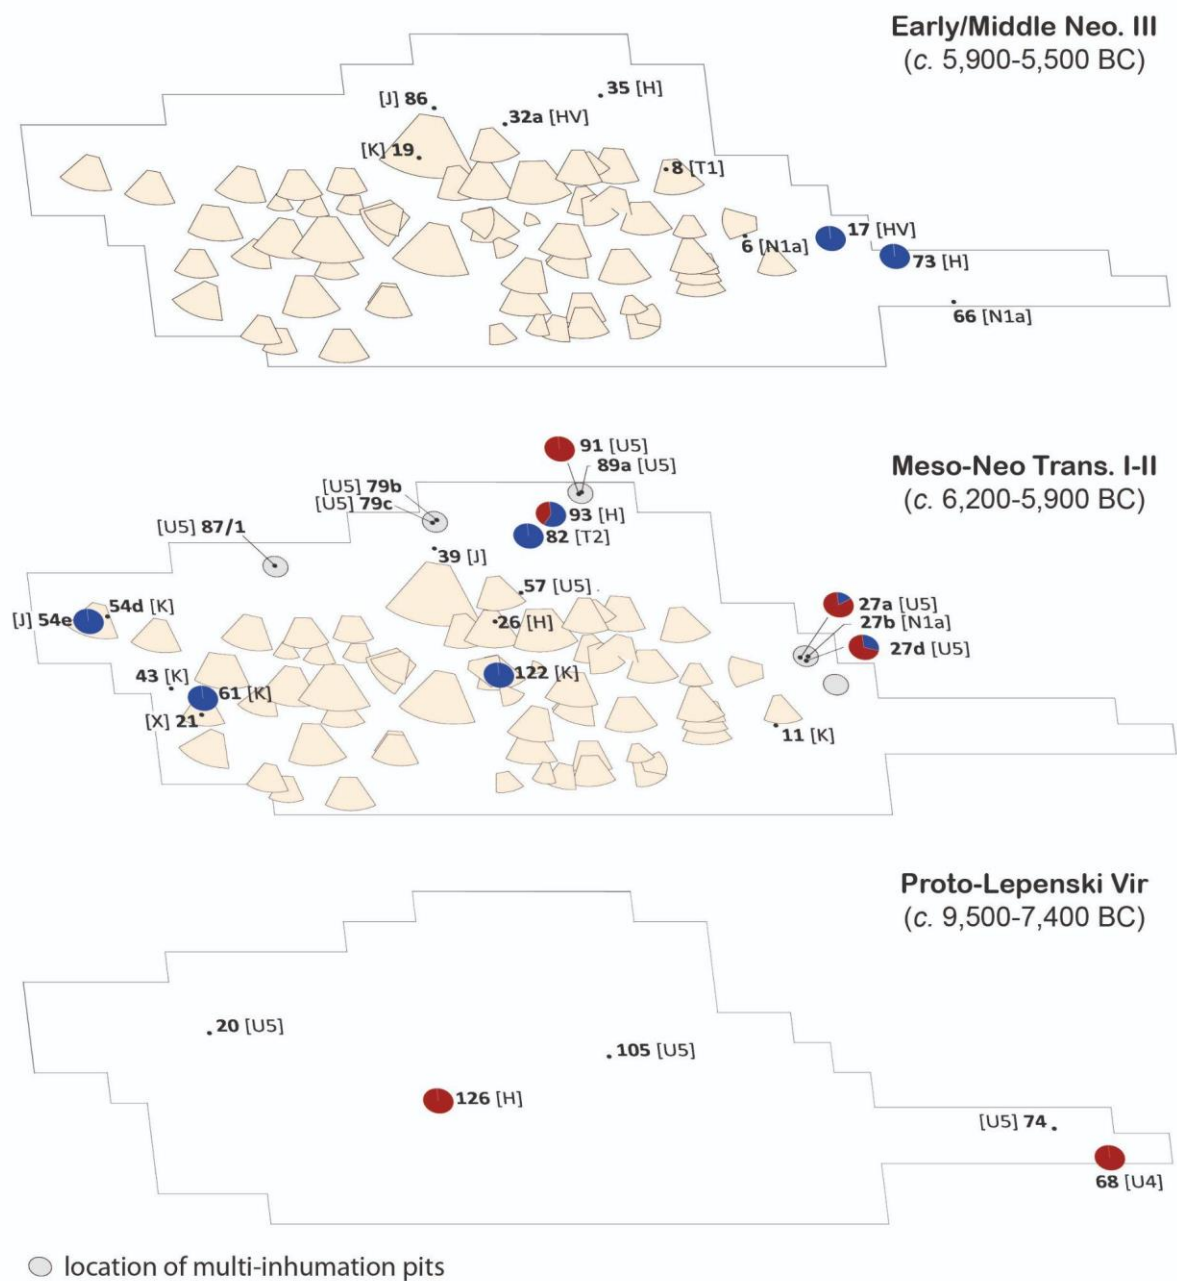 Early/Middle Neo. III
(c. 5,900-5,500 BC)
35 [H]
[J] 86
32a [HV]
[K] 19
8 [T1]
17 [HV]
6 [N1a]
73 [H]
66 [N1a]
Meso-Neo Trans. I-II
(c. 6,200-5,900 BC)
91 [U5]
89a [U5]
[U5] 79b
[U5] 79c
93 [H]
[U5] 87/1
82 [T2]
39 [J]
57 [U5]
54d [K]
27a [U5]
[J] 54e
26 [H]
27b [N1a]
27d [U5]
43 [K]
122 [K]
61 [K]
[X] 21
11 [K]
Proto-Lepenski Vir
(c. 9,500-7,400 BC)
20 [U5]
105 [U5]
126 [H]
[U5] 74
68 [U4]
location of multi-inhumation pits